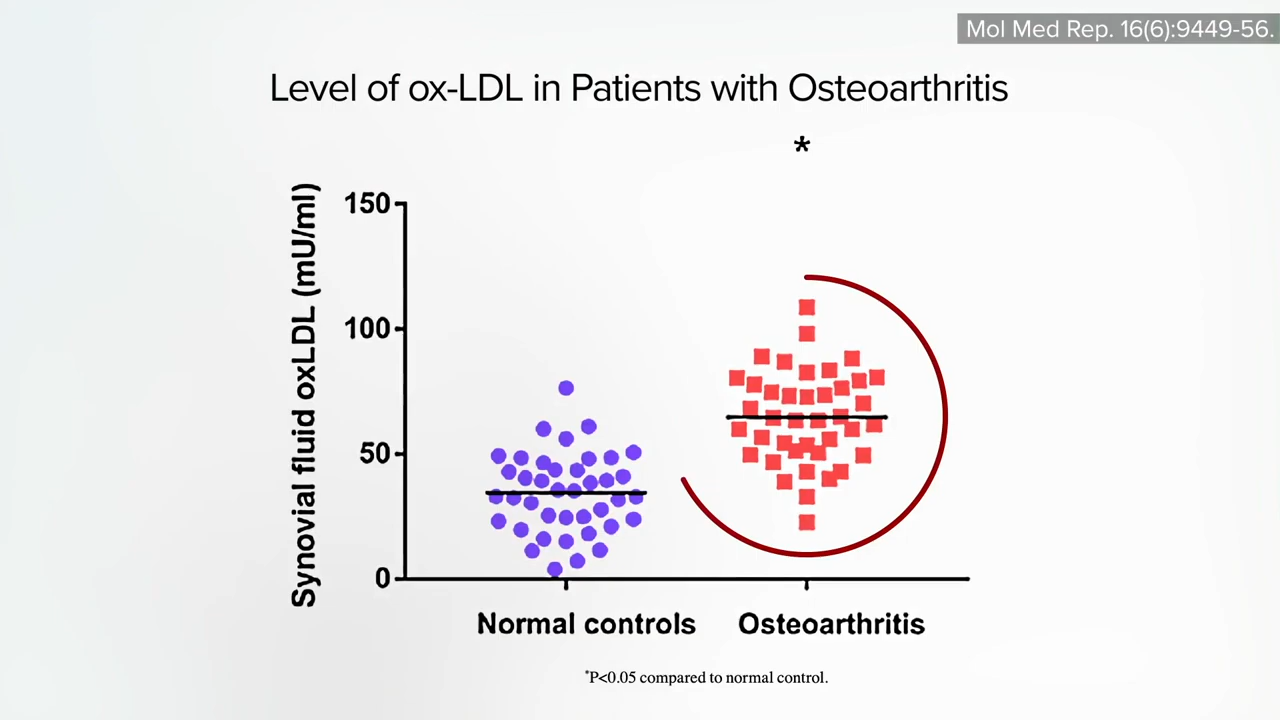 Mol Med Rep. 16(6):9449-56.
Level of ox-LDL in Patients with Osteoarthritis
*
Synovial fluid oxLDL (mU/ml)
150
100
50
0
Normal controls
Osteoarthritis
*P<0.05 compared to normal control.